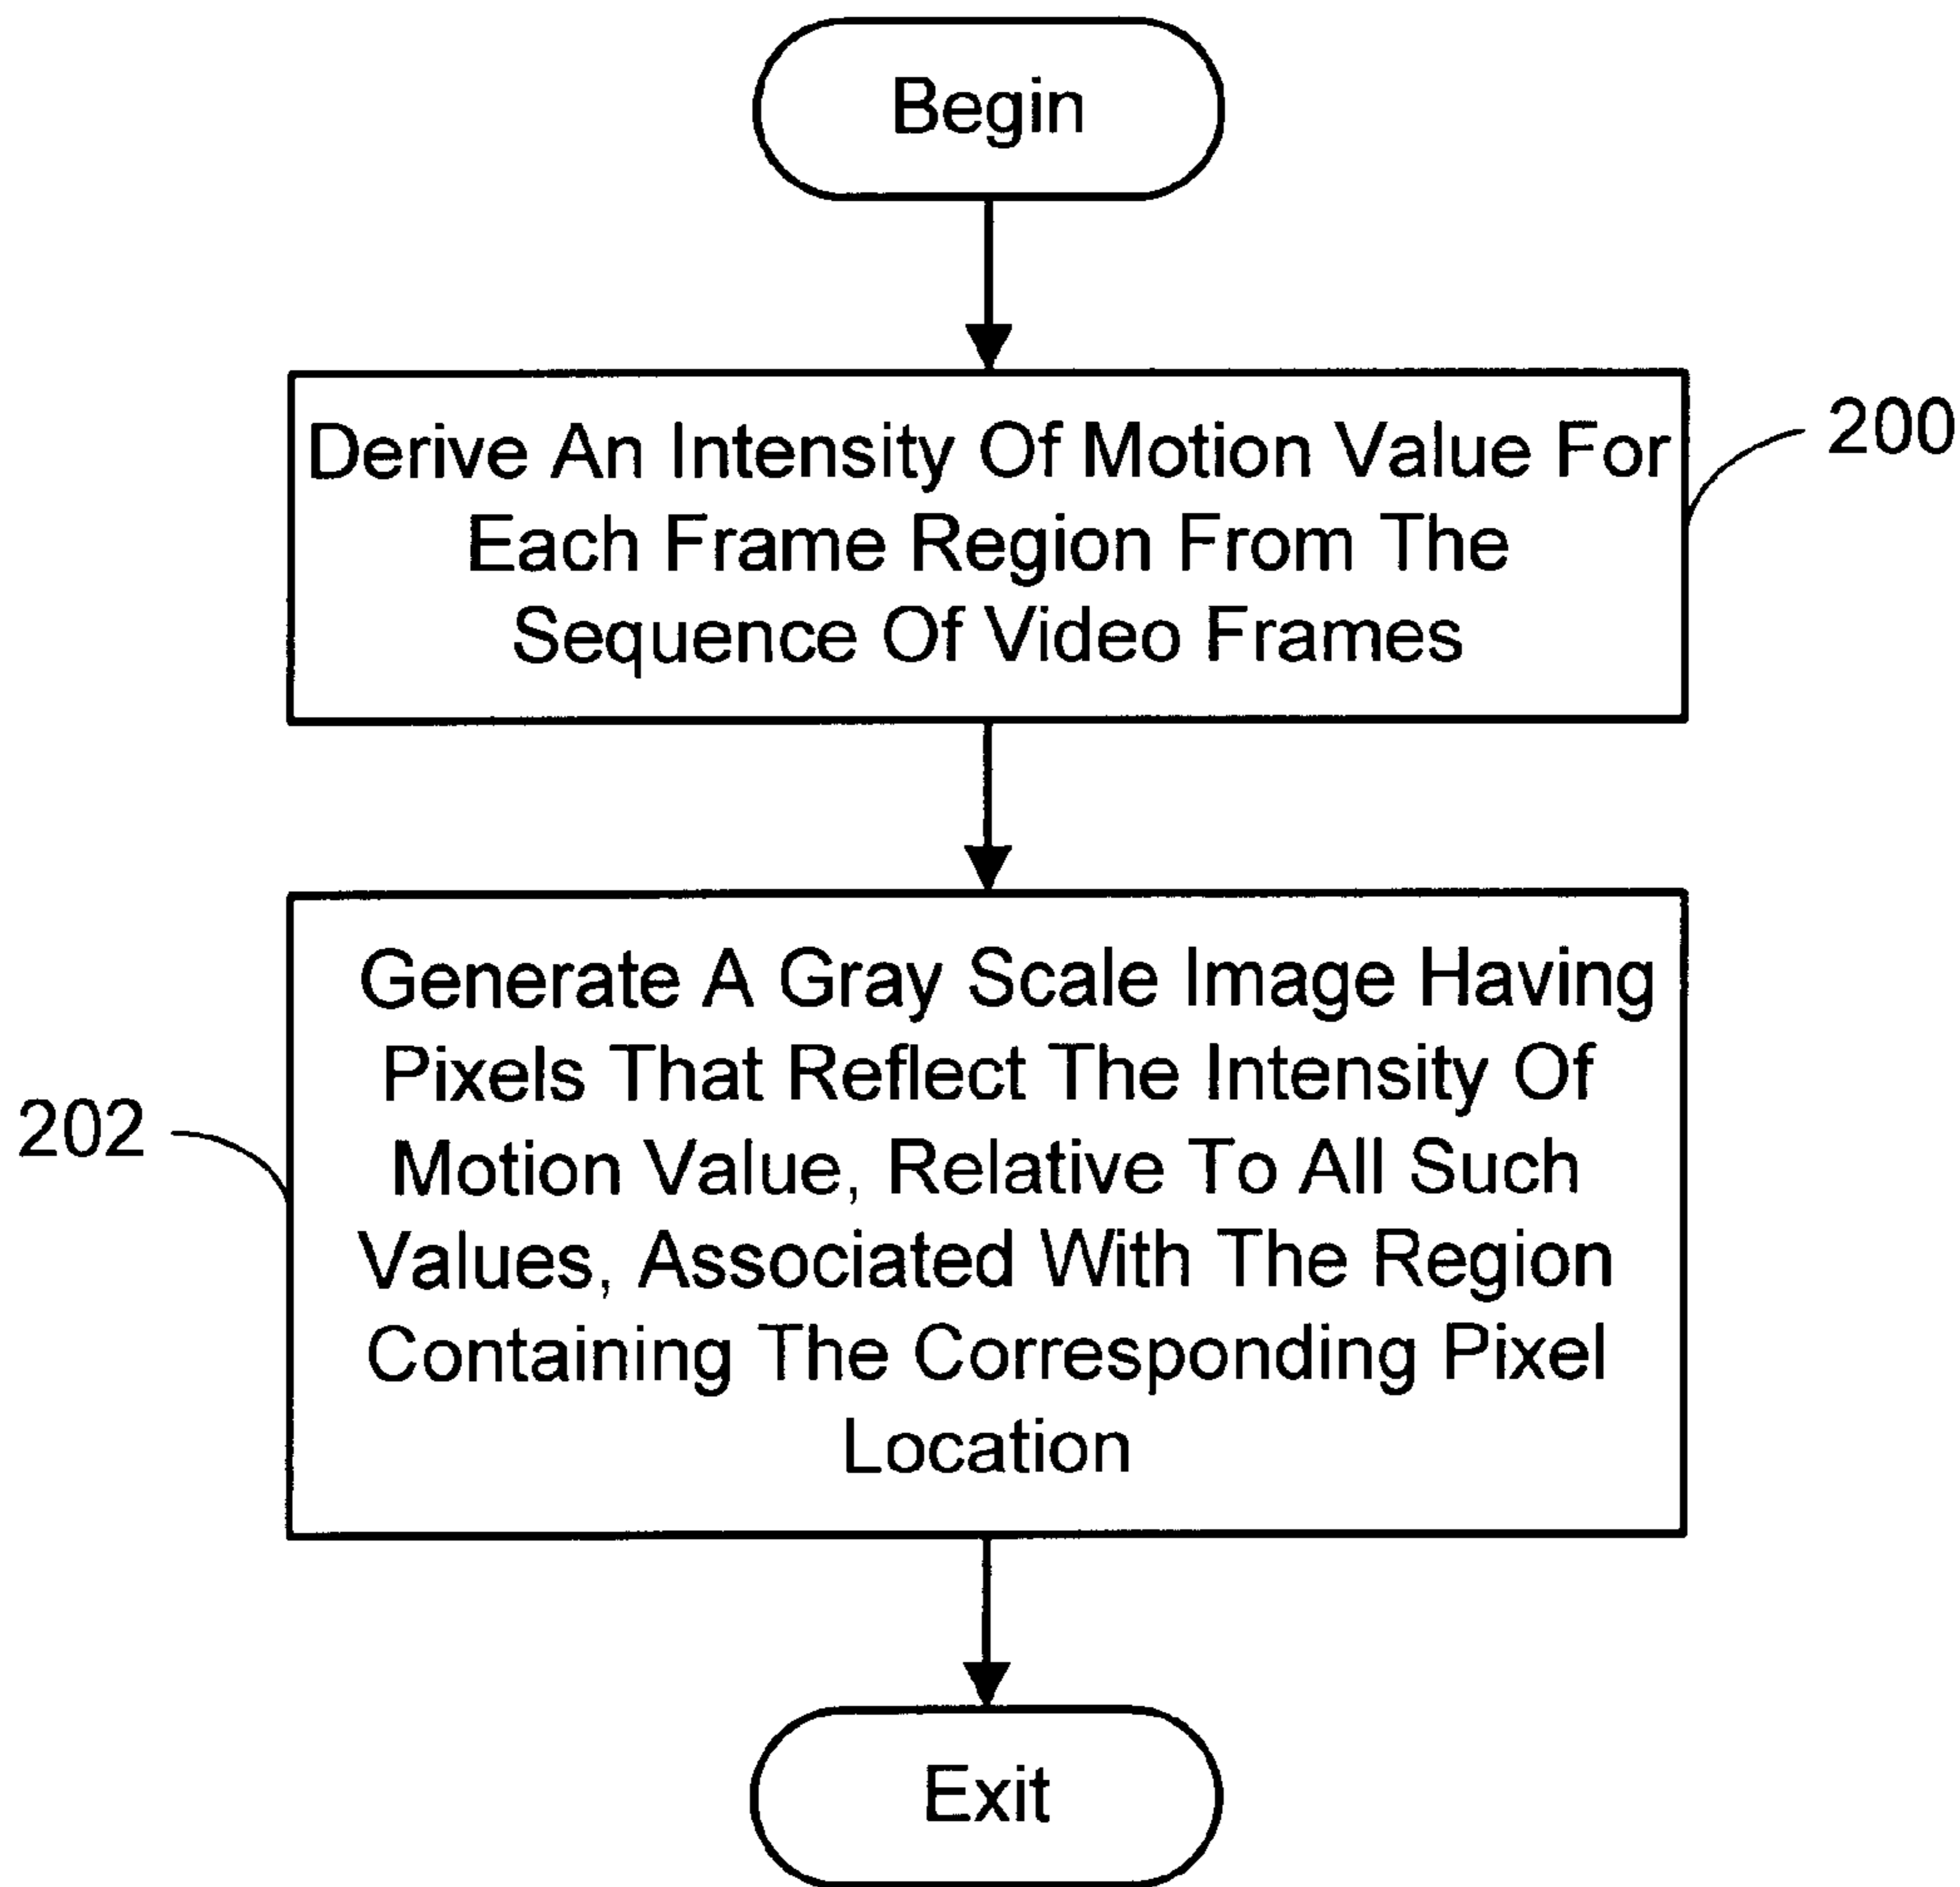 Begin
Derive An Intensity Of Motion Value For
Each Frame Region From The
Sequence Of Video Frames
200
Generate A Gray Scale Image Having
Pixels That Reflect The Intensity Of
Motion Value, Relative To All Such
Values, Associated With The Region
Containing The Corresponding Pixel
Location
202
Exit